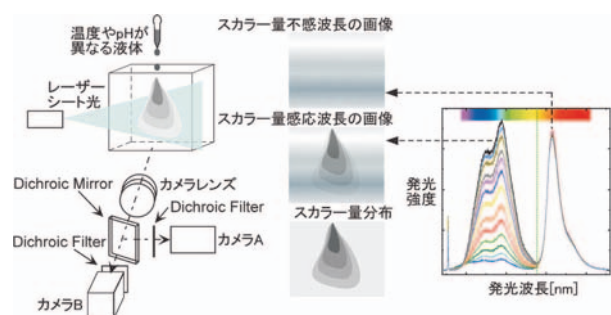 温度やpHが
異なる液体
レーザー
シート光
カメラレンズ
Dichroic Mirror
Dichroic Filter
Dichroic Filter
カメラA
カメラB
スカラー量不感波長の画像
スカラー量感応波長の画像
スカラー量分布
発光
強度
発光波長[nm]